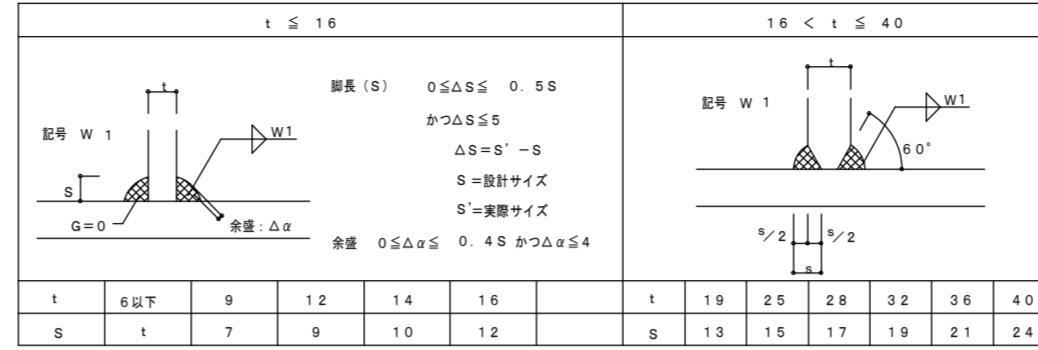 t ≦ 16
16 < t ≦ 40
t
記号 W 1
W1
S
G=0
余盛:Δα
脚長(S) 0≦ΔS≦ 0.5S
かつΔS≦5
ΔS=S'-S
S=設計サイズ
S'=実際サイズ
余盛 0≦Δα≦ 0.4S かつΔα≦4
t
記号 W 1
W1
60°
s/2 s/2
s
t 6以下 9 12 14 16
S t 7 9 10 12
t 19 25 28 32 36 40
S 13 15 17 19 21 24